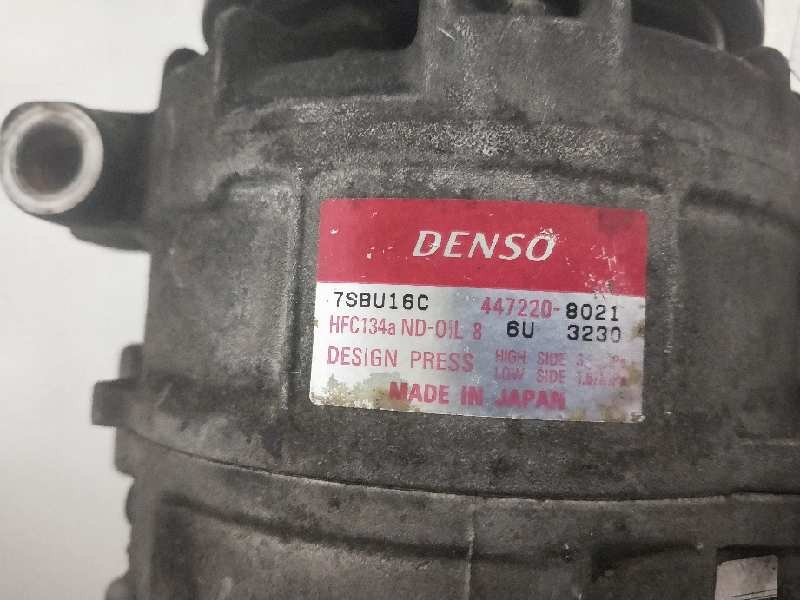 DENSO
7SBU16C 447220-8021
HFC134a ND-OIL 8 6U 3230
DESIGN PRESS HIGH SIDE
LOW SIDE
MADE IN JAPAN